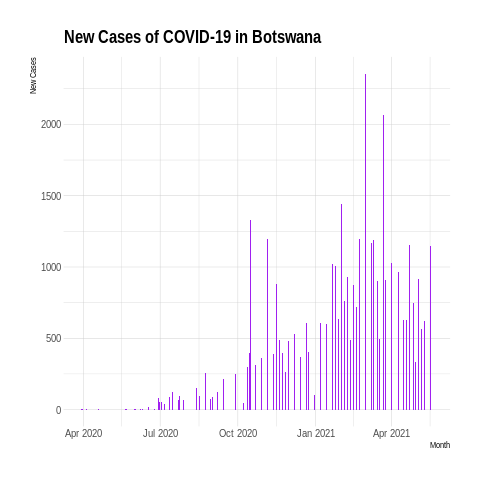 New Cases of COVID-19 in Botswana
New Cases
2000
1500
1000
500
0
Apr 2020 Jul 2020 Oct 2020 Jan 2021 Apr 2021
Month